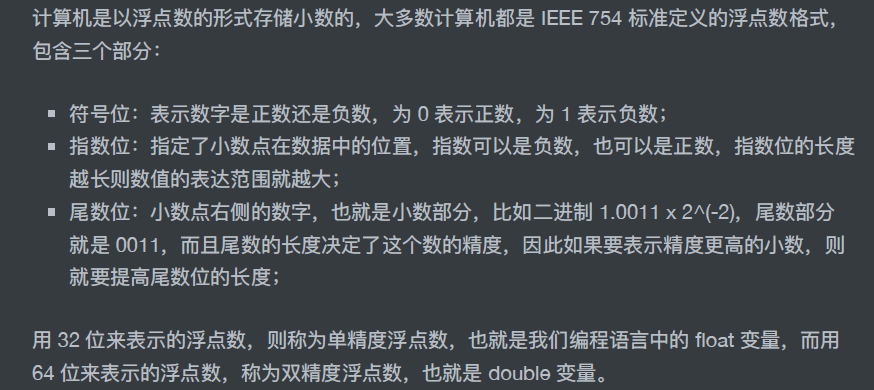 计算机是以浮点数的形式存储小数的，大多数计算机都是 IEEE 754 标准定义的浮点数格式，
包含三个部分：
▪ 符号位：表示数字是正数还是负数，为 0 表示正数，为 1 表示负数；
▪ 指数位：指定了小数点在数据中的位置，指数可以是负数，也可以是正数，指数位的长度
越长则数值的表达范围就越大；
▪ 尾数位：小数点右侧的数字，也就是小数部分，比如二进制 1.0011 x 2^(-2)，尾数部分
就是 0011，而且尾数的长度决定了这个数的精度，因此如果要表示精度更高的小数，则
就要提高尾数位的长度；
用 32 位来表示的浮点数，则称为单精度浮点数，也就是我们编程语言中的 float 变量，而用
64 位来表示的浮点数，称为双精度浮点数，也就是 double 变量。